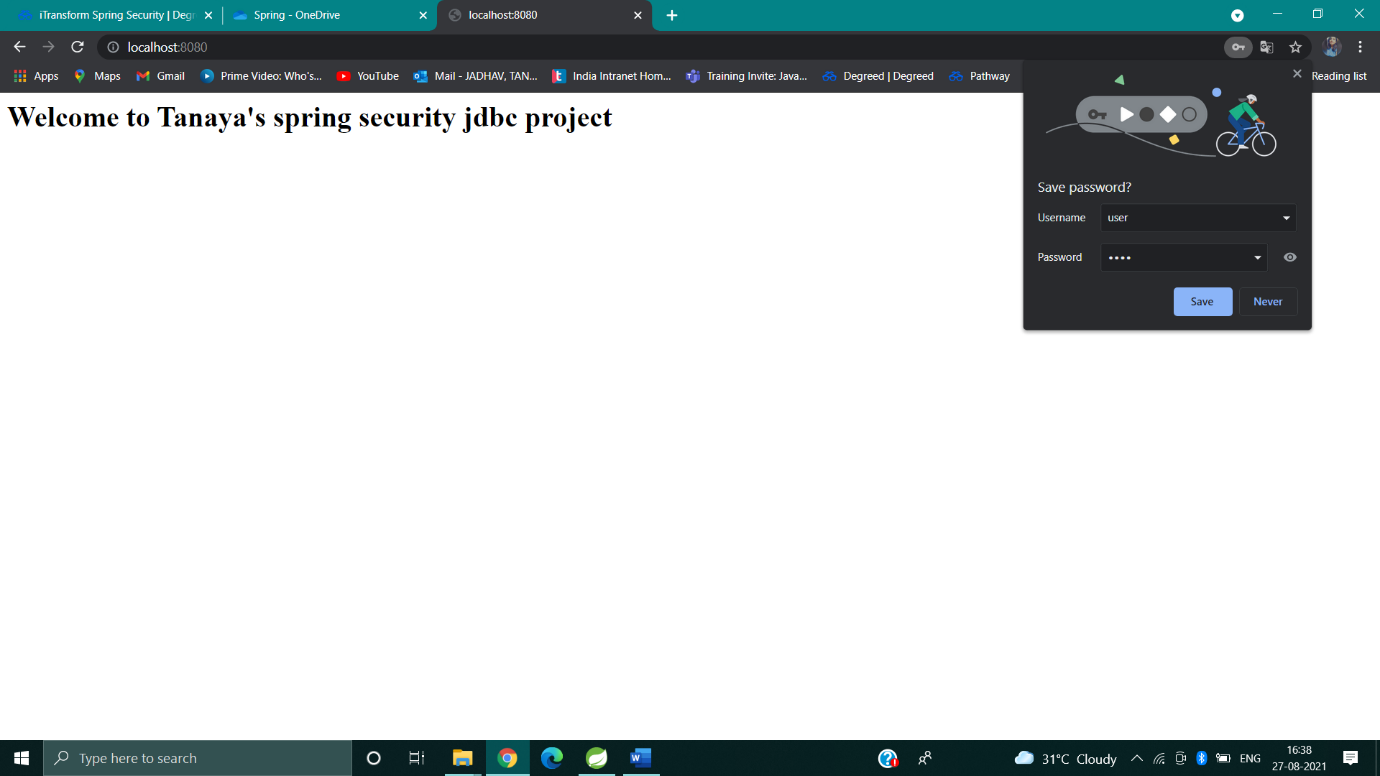 iTransform Spring Security | Degr
Spring - OneDrive
localhost:8080
localhost:8080
Apps
Maps
Gmail
Prime Video: Who's...
YouTube
Mail - JADHAV, TAN...
India Intranet Hom...
Training Invite: Java...
Degreed | Degreed
Pathway
Reading list
Welcome to Tanaya's spring security jdbc project
Save password?
Username user
Password ••••
Save Never
Type here to search
31°C Cloudy
ENG
16:38
27-08-2021